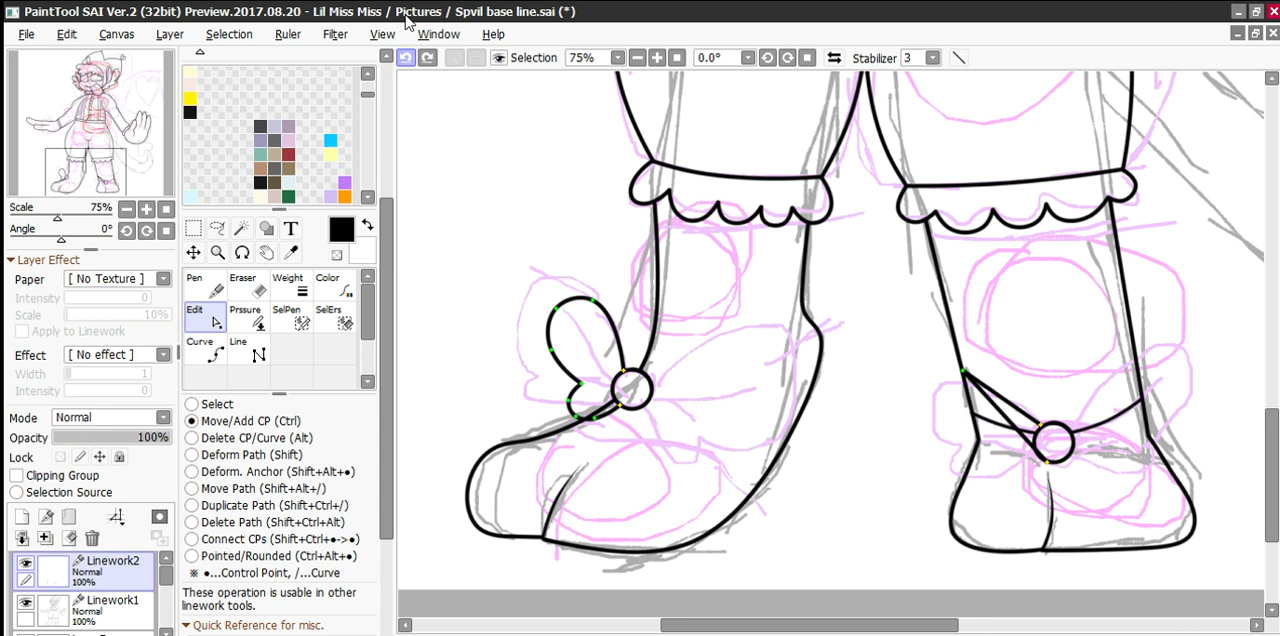 PaintTool SAI Ver.2 (32bit) Preview.2017.08.20 - Lil Miss Miss / Pictures / Spvil base line.sai (*)
File Edit Canvas Layer Selection Ruler Filter View Window Help
Selection 75% 0.0° Stabilizer 3
Scale 75%
Angle 0°
Layer Effect
Paper [ No Texture ]
Intensity 0
Scale 10%
Apply to Linework
Effect [ No effect ]
Width 1
Intensity 0
Mode Normal
Opacity 100%
Lock
Clipping Group
Selection Source
Linework2
Normal
100%
Linework1
Normal
100%
T
Pen Eraser Weight Color
Edit Prssure SelPen SelErs
Curve Line
Select
Move/Add CP (Ctrl)
Delete CP/Curve (Alt)
Deform Path (Shift)
Deform. Anchor (Shift+Alt+●)
Move Path (Shift+Alt+/)
Duplicate Path (Shift+Ctrl+/)
Delete Path (Shift+Ctrl+Alt)
Connect CPs (Shift+Ctrl+●->●)
Pointed/Rounded (Ctrl+Alt+●)
※ ●...Control Point, /...Curve
These operation is usable in other
linework tools.
Quick Reference for misc.